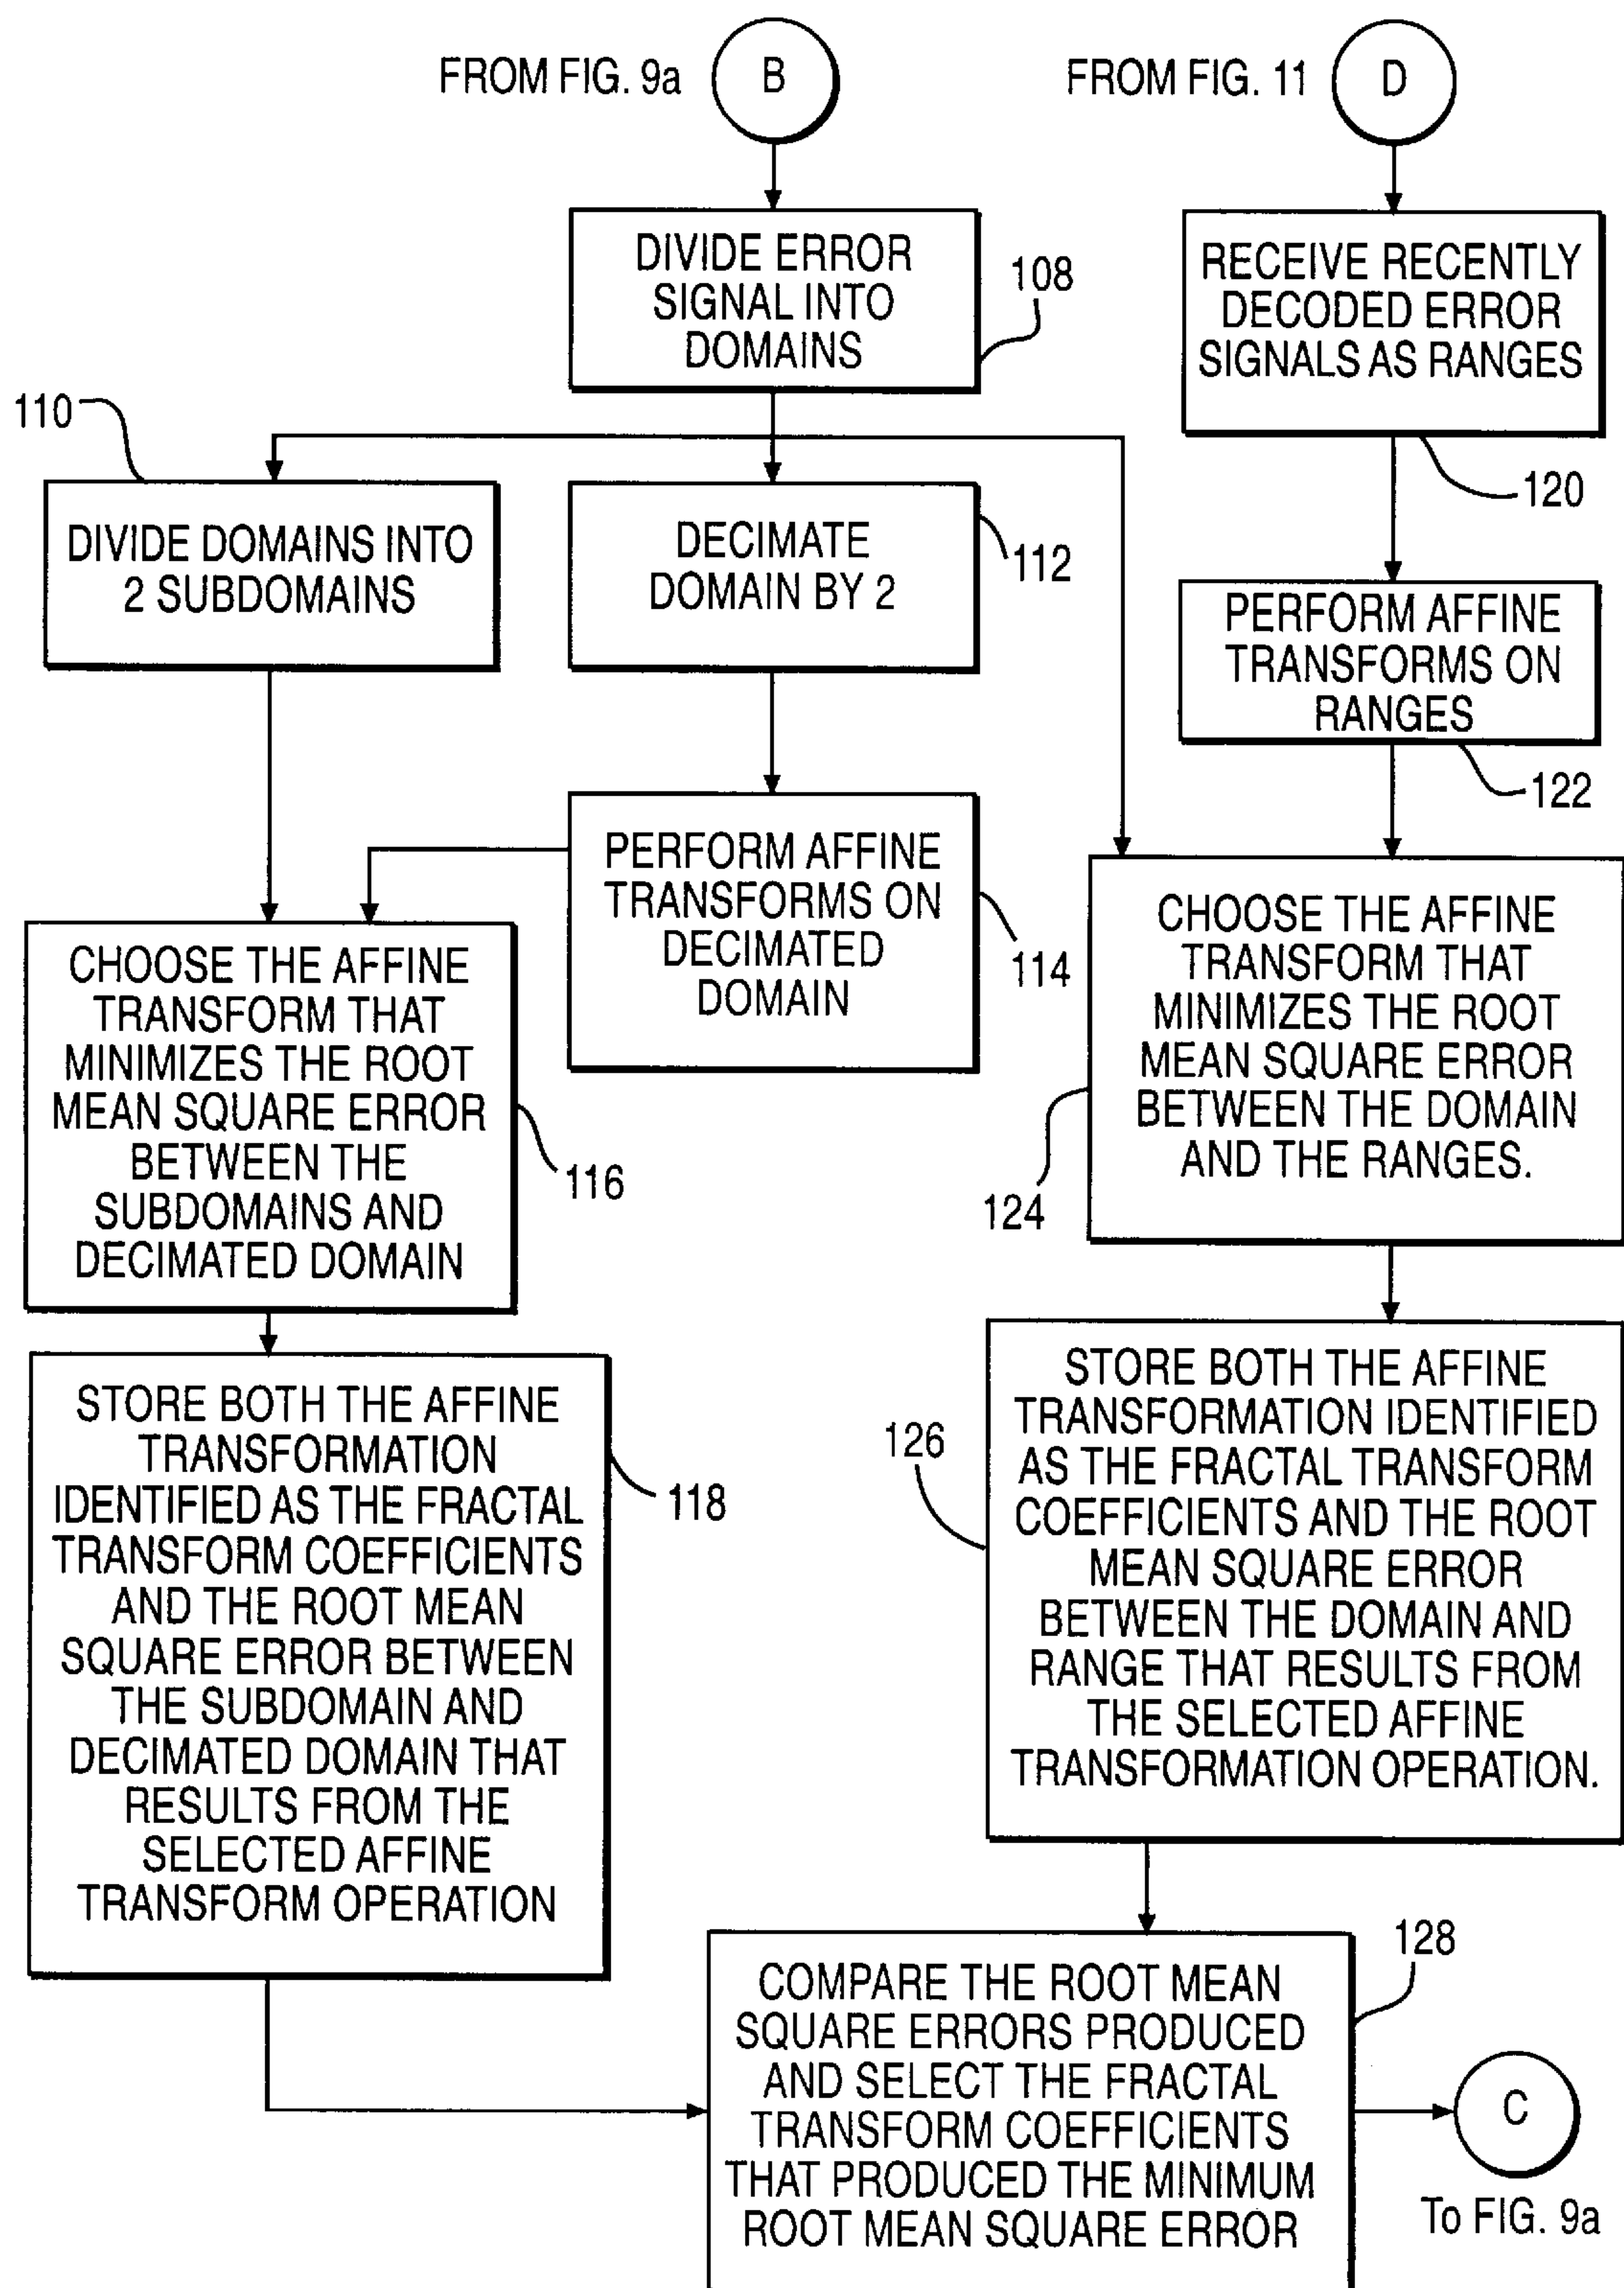 FROM FIG. 9a
B
FROM FIG. 11
D
DIVIDE ERROR
SIGNAL INTO
DOMAINS
108
RECEIVE RECENTLY
DECODED ERROR
SIGNALS AS RANGES
120
110
DIVIDE DOMAINS INTO
2 SUBDOMAINS
DECIMATE
DOMAIN BY 2
112
PERFORM AFFINE
TRANSFORMS ON
RANGES
122
PERFORM AFFINE
TRANSFORMS ON
DECIMATED
DOMAIN
114
CHOOSE THE AFFINE
TRANSFORM THAT
MINIMIZES THE ROOT
MEAN SQUARE ERROR
BETWEEN THE
SUBDOMAINS AND
DECIMATED DOMAIN
116
CHOOSE THE AFFINE
TRANSFORM THAT
MINIMIZES THE ROOT
MEAN SQUARE ERROR
BETWEEN THE DOMAIN
AND THE RANGES.
124
STORE BOTH THE AFFINE
TRANSFORMATION
IDENTIFIED AS THE FRACTAL
TRANSFORM COEFFICIENTS
AND THE ROOT MEAN
SQUARE ERROR BETWEEN
THE SUBDOMAIN AND
DECIMATED DOMAIN THAT
RESULTS FROM THE
SELECTED AFFINE
TRANSFORM OPERATION
118
STORE BOTH THE AFFINE
TRANSFORMATION IDENTIFIED
AS THE FRACTAL TRANSFORM
COEFFICIENTS AND THE ROOT
MEAN SQUARE ERROR
BETWEEN THE DOMAIN AND
RANGE THAT RESULTS FROM
THE SELECTED AFFINE
TRANSFORMATION OPERATION.
126
COMPARE THE ROOT MEAN
SQUARE ERRORS PRODUCED
AND SELECT THE FRACTAL
TRANSFORM COEFFICIENTS
THAT PRODUCED THE MINIMUM
ROOT MEAN SQUARE ERROR
128
C
To FIG. 9a